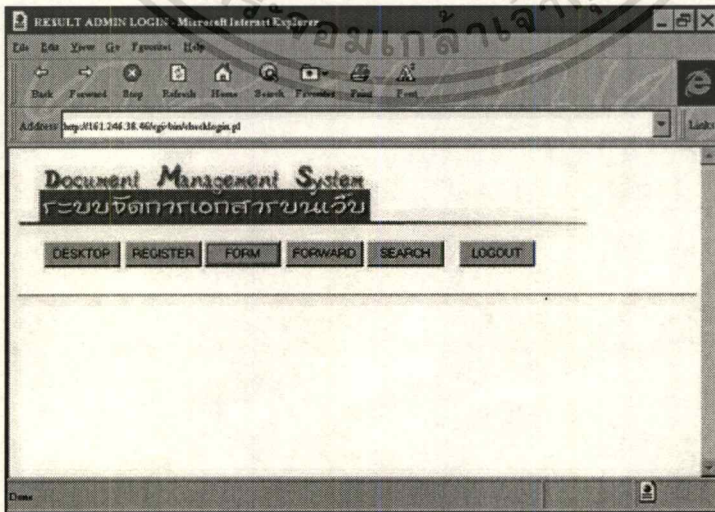 RESULT ADMIN LOGIN - Microsoft Internet Explorer
File Edit View Go Favorites Help
Back Forward Stop Refresh Home Search Favorites Print Font
Address http://161.246.38.46/cgi-bin/checklogin.pl Links
Document Management System
ระบบจัดการเอกสารบนเว็บ
DESKTOP REGISTER FORM FORWARD SEARCH LOGOUT
Done